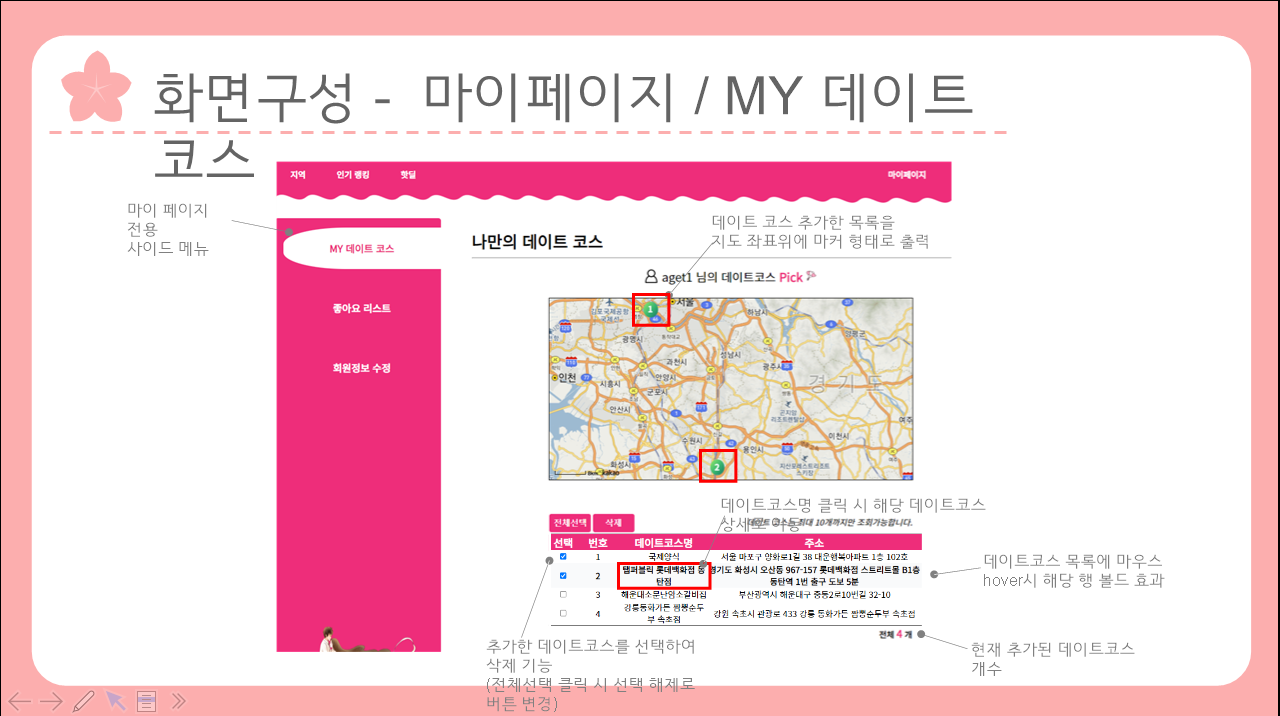 화면구성 - 마이페이지 / MY 데이트
코스
지역 인기 랭킹 핫딜 마이페이지
마이 페이지
전용
사이드 메뉴
MY 데이트 코스
좋아요 리스트
회원정보 수정
데이트 코스 추가한 목록을
지도 좌표위에 마커 형태로 출력
나만의 데이트 코스
aget1 님의 데이트코스 Pick
1
서울
김포국제공항
하남시
광명시
과천시
성남시
광주시
경기도
인천
시흥시
안양시
군포시
안산시
수원시
용인시
이천시
여주
화성시
2
kakao
데이트코스명 클릭 시 해당 데이트코스
상세로 이동
데이트 코스는 최대 10개까지만 조회가능합니다.
전체선택 삭제
선택 번호 데이트코스명 주소
1 국제양식 서울 마포구 양화로1길 38 대운행복아파트 1층 102호
2 탬퍼블릭 롯데백화점 동탄점 경기도 화성시 오산동 967-157 롯데백화점 스트리트몰 B1층
동탄역 1번 출구 도보 5분
3 해운대소문난암소갈비집 부산광역시 해운대구 중동2로10번길 32-10
4 강릉동화가든 짬뽕순두
부 속초점 강원 속초시 관광로 433 강릉 동화가든 짬뽕순두부 속초점
전체 4 개
데이트코스 목록에 마우스
hover시 해당 행 볼드 효과
현재 추가된 데이트코스
개수
추가한 데이트코스를 선택하여
삭제 기능
(전체선택 클릭 시 선택 해제로
버튼 변경)